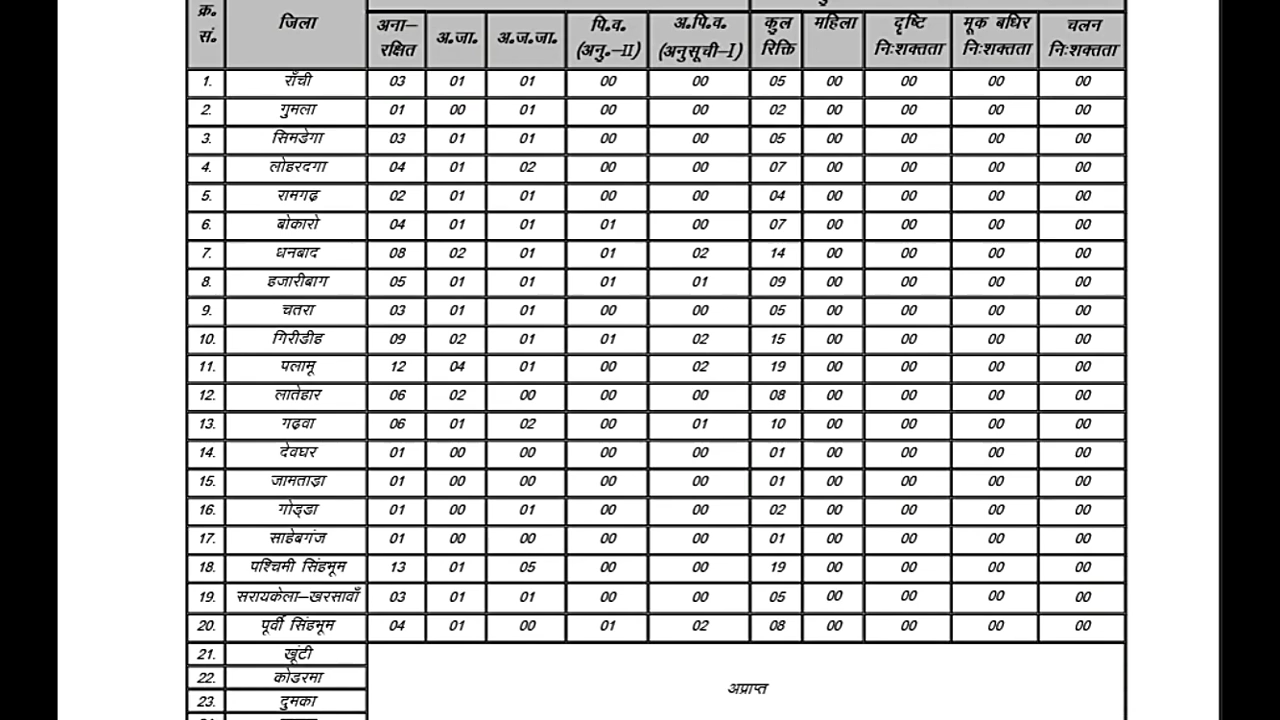 क्र. सं. जिला अना– रक्षित अ.जा. अ.ज.जा. पि.व. (अनु.–II) अ.पि.व. (अनुसूची–I) कुल रिक्ति महिला दृष्टि निःशक्तता मूक बधिर निःशक्तता चलन निःशक्तता
1. राँची 03 01 01 00 00 05 00 00 00 00
2. गुमला 01 00 01 00 00 02 00 00 00 00
3. सिमडेगा 03 01 01 00 00 05 00 00 00 00
4. लोहरदगा 04 01 02 00 00 07 00 00 00 00
5. रामगढ़ 02 01 01 00 00 04 00 00 00 00
6. बोकारो 04 01 01 01 00 07 00 00 00 00
7. धनबाद 08 02 01 01 02 14 00 00 00 00
8. हजारीबाग 05 01 01 01 01 09 00 00 00 00
9. चतरा 03 01 01 00 00 05 00 00 00 00
10. गिरीडीह 09 02 01 01 02 15 00 00 00 00
11. पलामू 12 04 01 00 02 19 00 00 00 00
12. लातेहार 06 02 00 00 00 08 00 00 00 00
13. गढ़वा 06 01 02 00 01 10 00 00 00 00
14. देवघर 01 00 00 00 00 01 00 00 00 00
15. जामताड़ा 01 00 00 00 00 01 00 00 00 00
16. गोड्डा 01 00 01 00 00 02 00 00 00 00
17. साहेबगंज 01 00 00 00 00 01 00 00 00 00
18. पश्चिमी सिंहभूम 13 01 05 00 00 19 00 00 00 00
19. सरायकेला–खरसावाँ 03 01 01 00 00 05 00 00 00 00
20. पूर्वी सिंहभूम 04 01 00 01 02 08 00 00 00 00
21. खूंटी
22. कोडरमा
अप्राप्त
23. दुमका